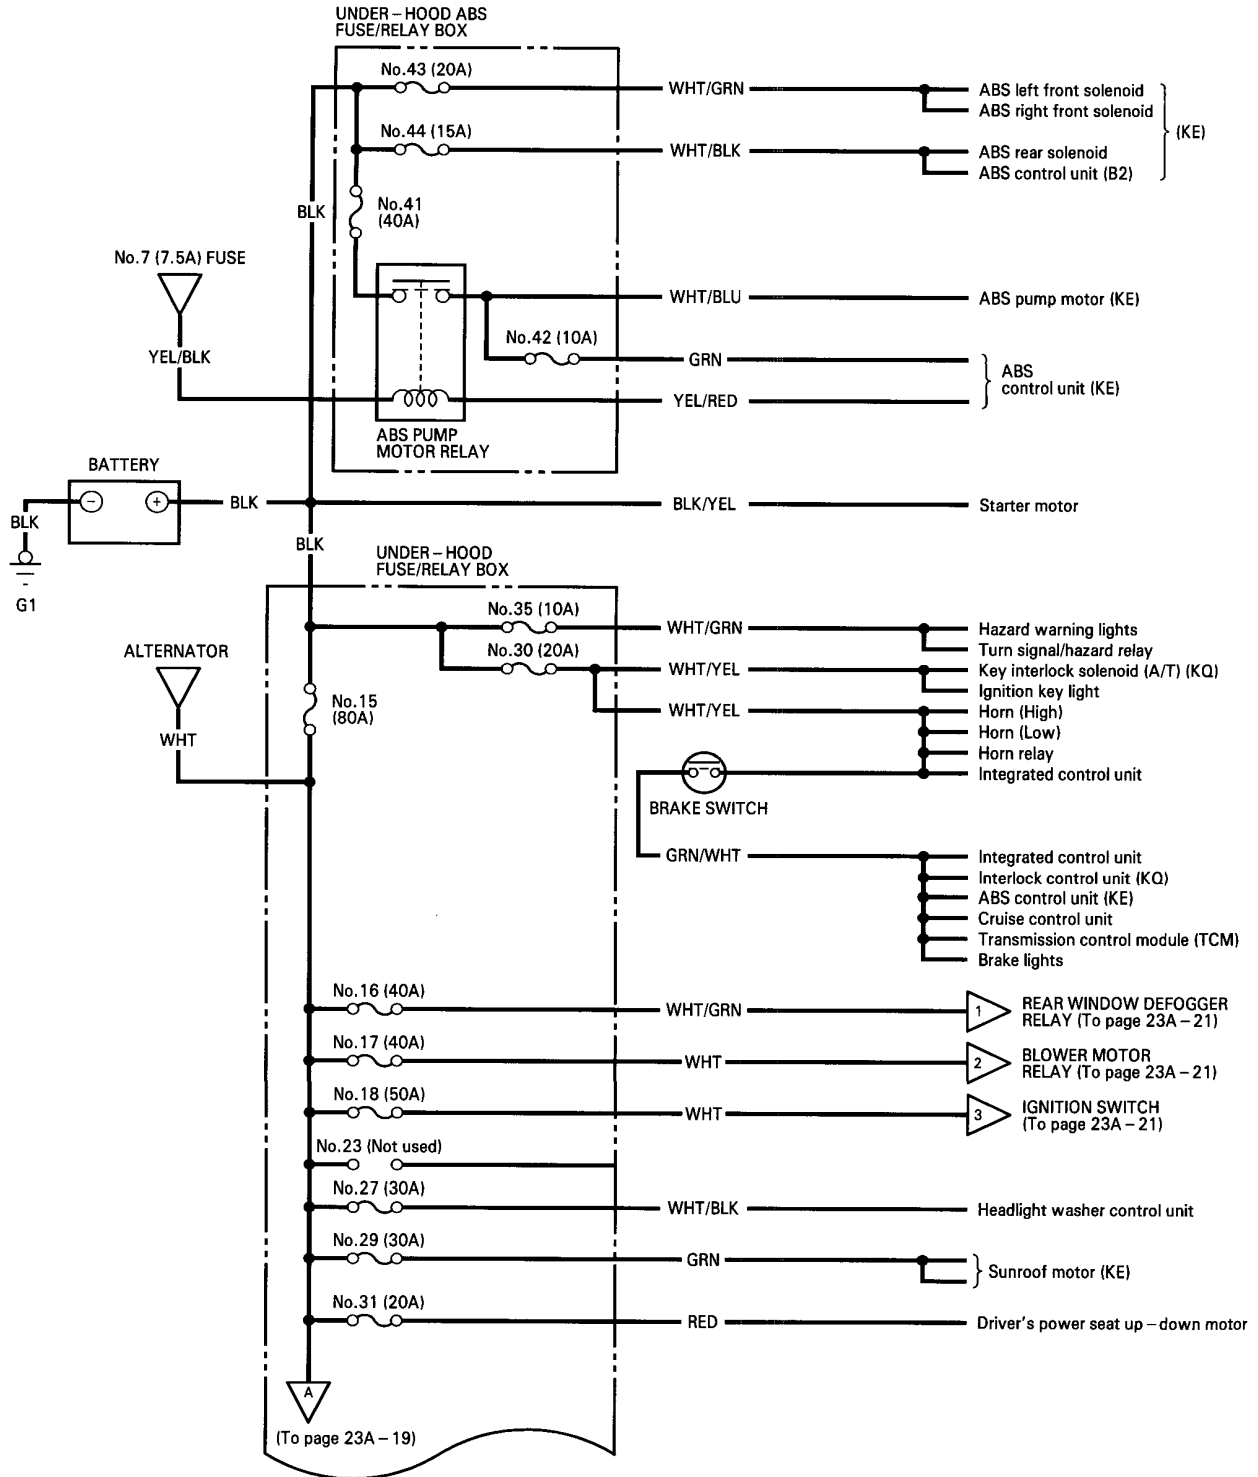 UNDER-HOOD ABS
FUSE/RELAY BOX
No.43 (20A)
WHT/GRN
ABS left front solenoid
ABS right front solenoid
(KE)
No.44 (15A)
WHT/BLK
ABS rear solenoid
ABS control unit (B2)
BLK
No.41
(40A)
No.7 (7.5A) FUSE
WHT/BLU
ABS pump motor (KE)
No.42 (10A)
YEL/BLK
GRN
ABS
control unit (KE)
YEL/RED
ABS PUMP
MOTOR RELAY
BATTERY
−
+
BLK
BLK/YEL
Starter motor
BLK
BLK
G1
UNDER-HOOD
FUSE/RELAY BOX
No.35 (10A)
WHT/GRN
Hazard warning lights
Turn signal/hazard relay
ALTERNATOR
No.30 (20A)
WHT/YEL
Key interlock solenoid (A/T) (KQ)
Ignition key light
No.15
(80A)
WHT/YEL
Horn (High)
Horn (Low)
Horn relay
Integrated control unit
WHT
BRAKE SWITCH
GRN/WHT
Integrated control unit
Interlock control unit (KQ)
ABS control unit (KE)
Cruise control unit
Transmission control module (TCM)
Brake lights
No.16 (40A)
WHT/GRN
1
REAR WINDOW DEFOGGER
RELAY (To page 23A-21)
No.17 (40A)
WHT
2
BLOWER MOTOR
RELAY (To page 23A-21)
No.18 (50A)
WHT
3
IGNITION SWITCH
(To page 23A-21)
No.23 (Not used)
No.27 (30A)
WHT/BLK
Headlight washer control unit
No.29 (30A)
GRN
Sunroof motor (KE)
No.31 (20A)
RED
Driver's power seat up-down motor
A
(To page 23A-19)